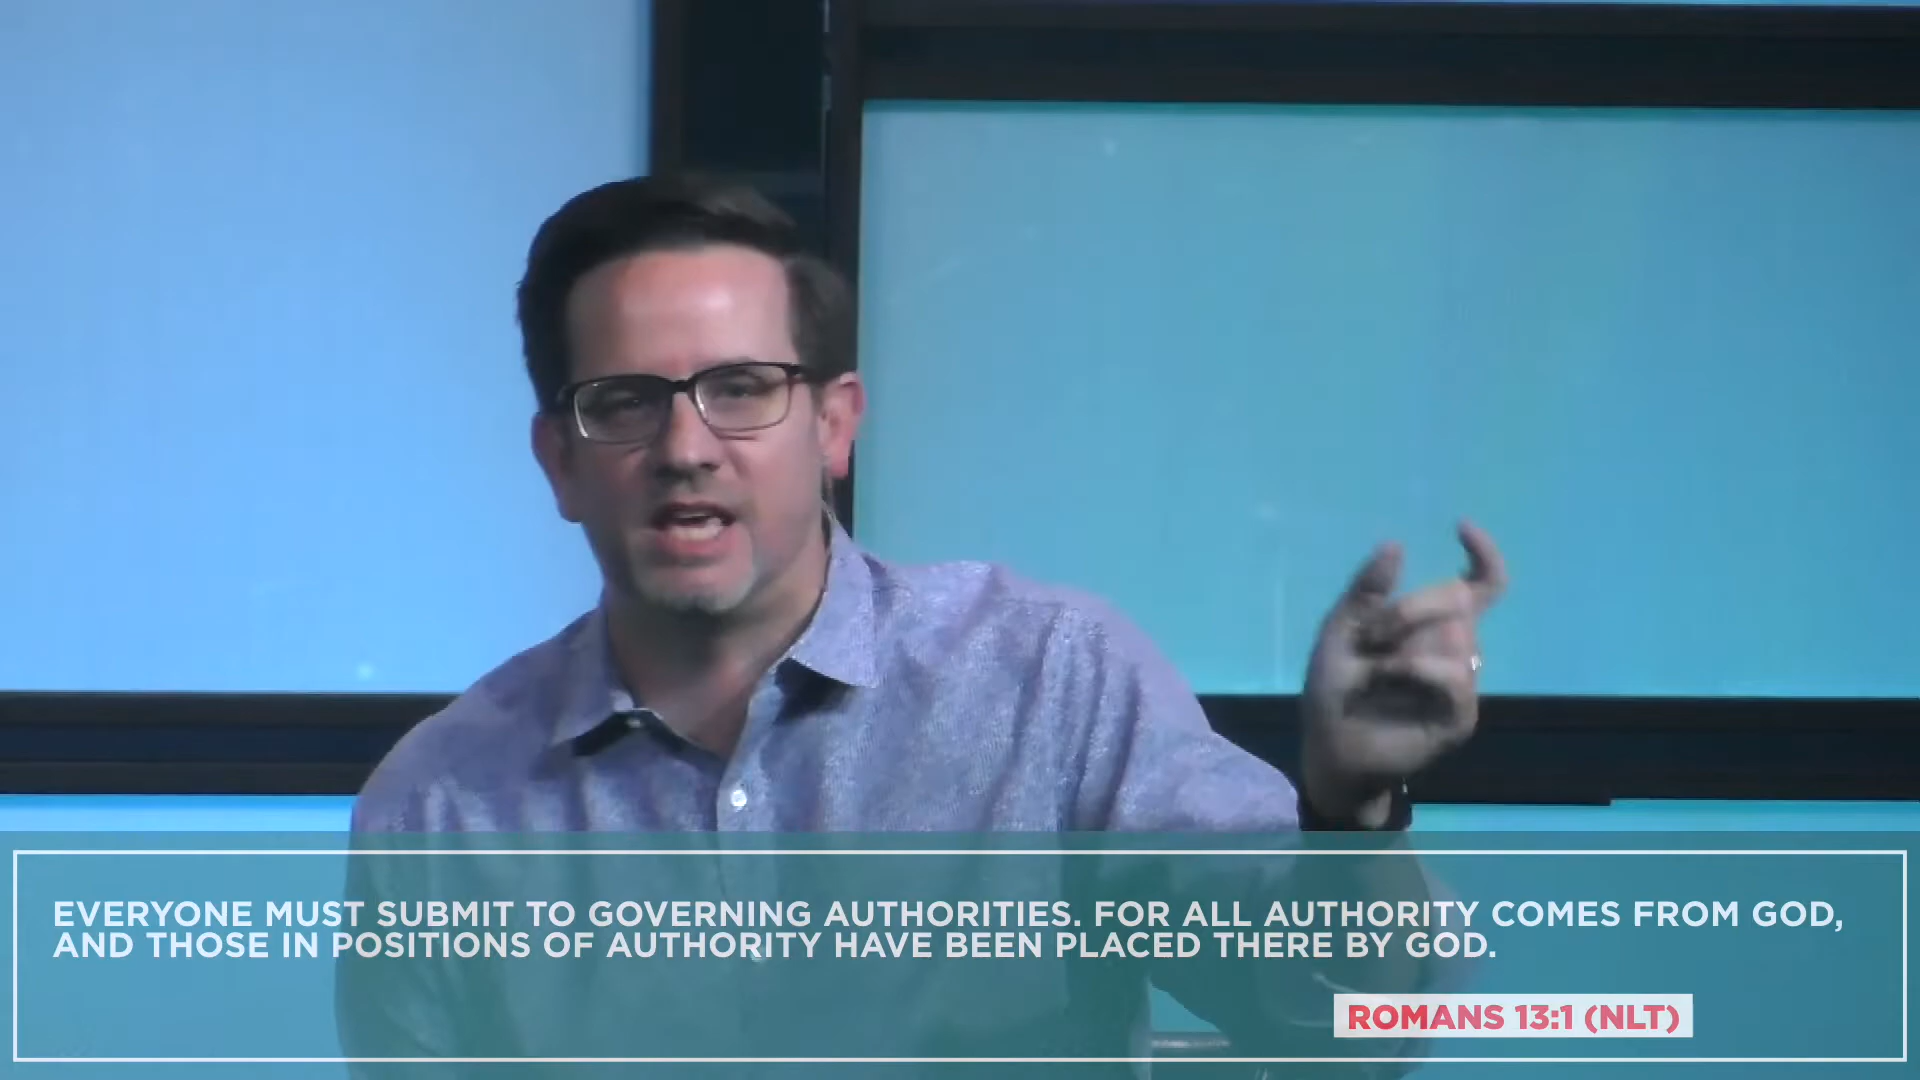 EVERYONE MUST SUBMIT TO GOVERNING AUTHORITIES. FOR ALL AUTHORITY COMES FROM GOD,
AND THOSE IN POSITIONS OF AUTHORITY HAVE BEEN PLACED THERE BY GOD.
ROMANS 13:1 (NLT)